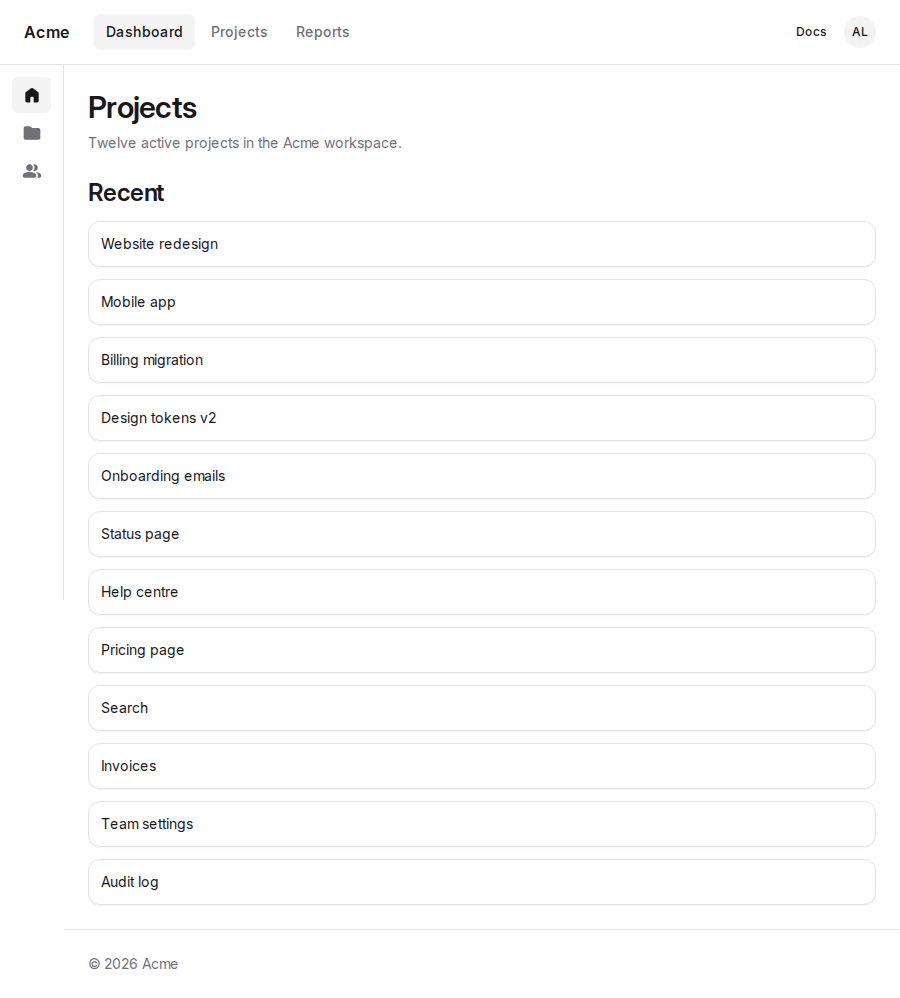 Acme Dashboard Projects Reports Docs AL
Projects
Twelve active projects in the Acme workspace.
Recent
Website redesign
Mobile app
Billing migration
Design tokens v2
Onboarding emails
Status page
Help centre
Pricing page
Search
Invoices
Team settings
Audit log
© 2026 Acme